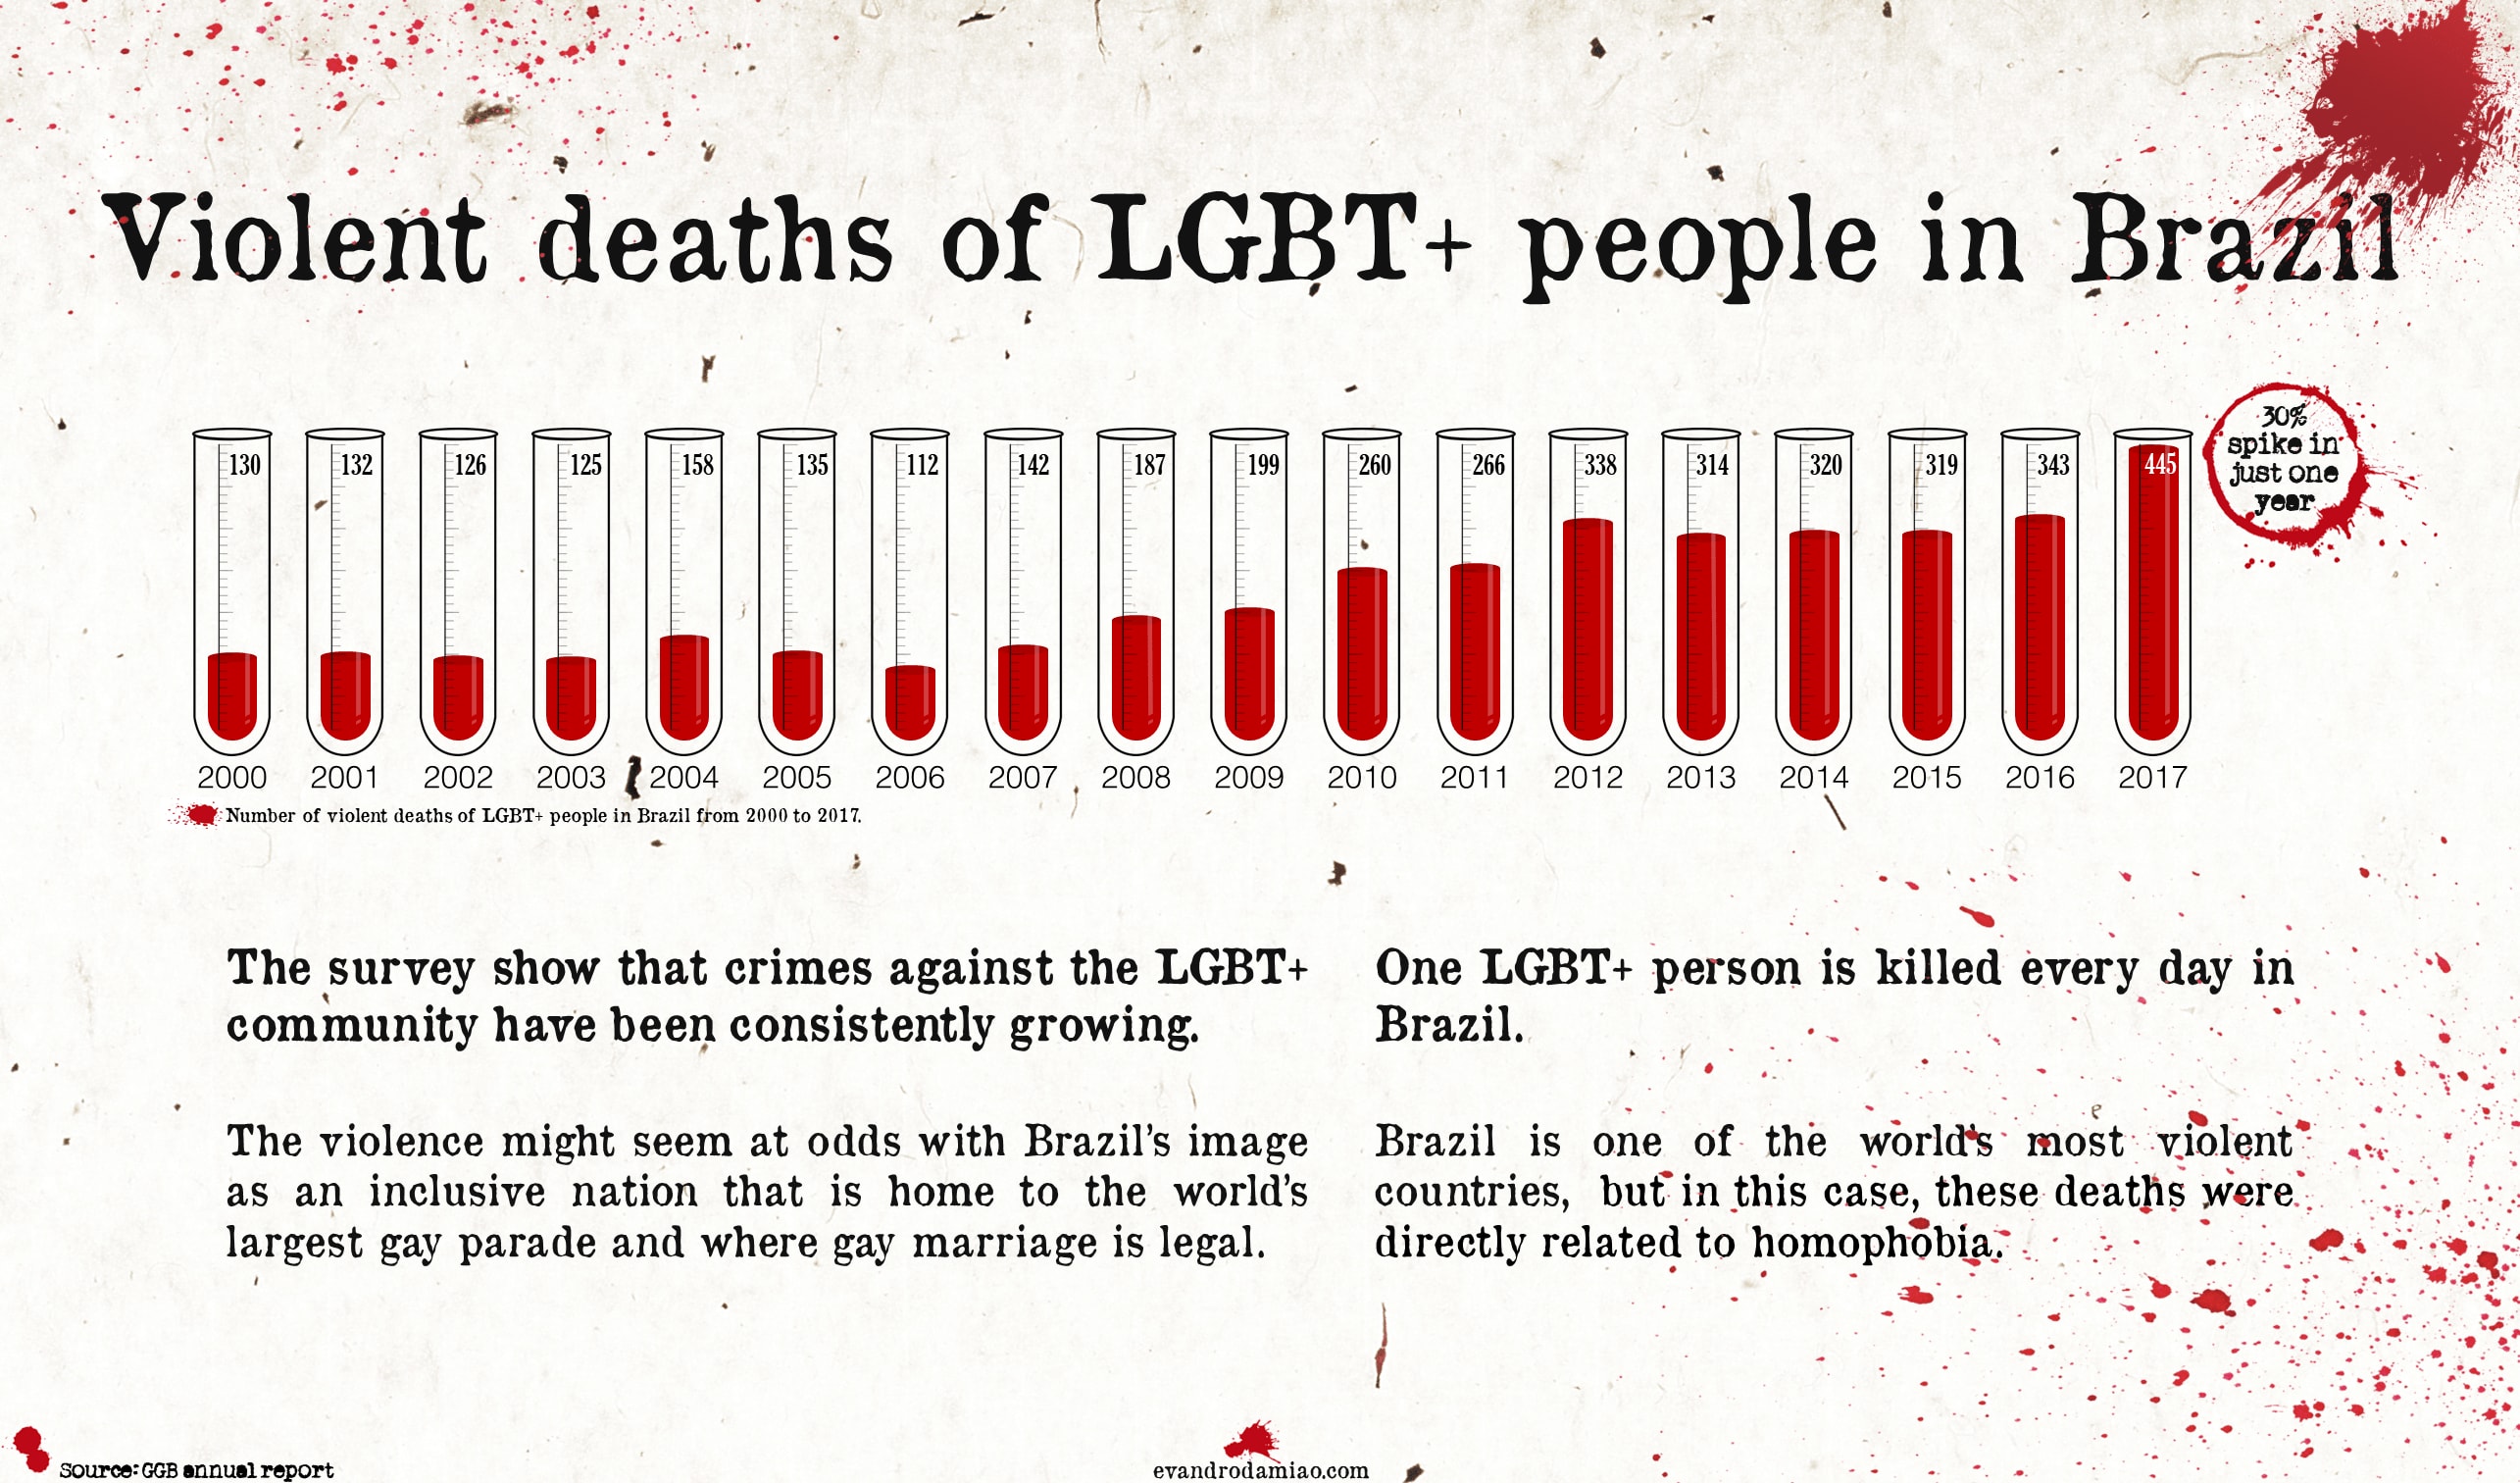 Violent deaths of LGBT+ people in Brazil
30%
spike in
just one
year
130 132 126 125 158 135 112 142 187 199 260 266 338 314 320 319 343 445
2000 2001 2002 2003 2004 2005 2006 2007 2008 2009 2010 2011 2012 2013 2014 2015 2016 2017
Number of violent deaths of LGBT+ people in Brazil from 2000 to 2017.
The survey show that crimes against the LGBT+
community have been consistently growing.
The violence might seem at odds with Brazil's image
as an inclusive nation that is home to the world's
largest gay parade and where gay marriage is legal.
One LGBT+ person is killed every day in
Brazil.
Brazil is one of the world's most violent
countries, but in this case, these deaths were
directly related to homophobia.
Source: GGB annual report
evandrodamiao.com